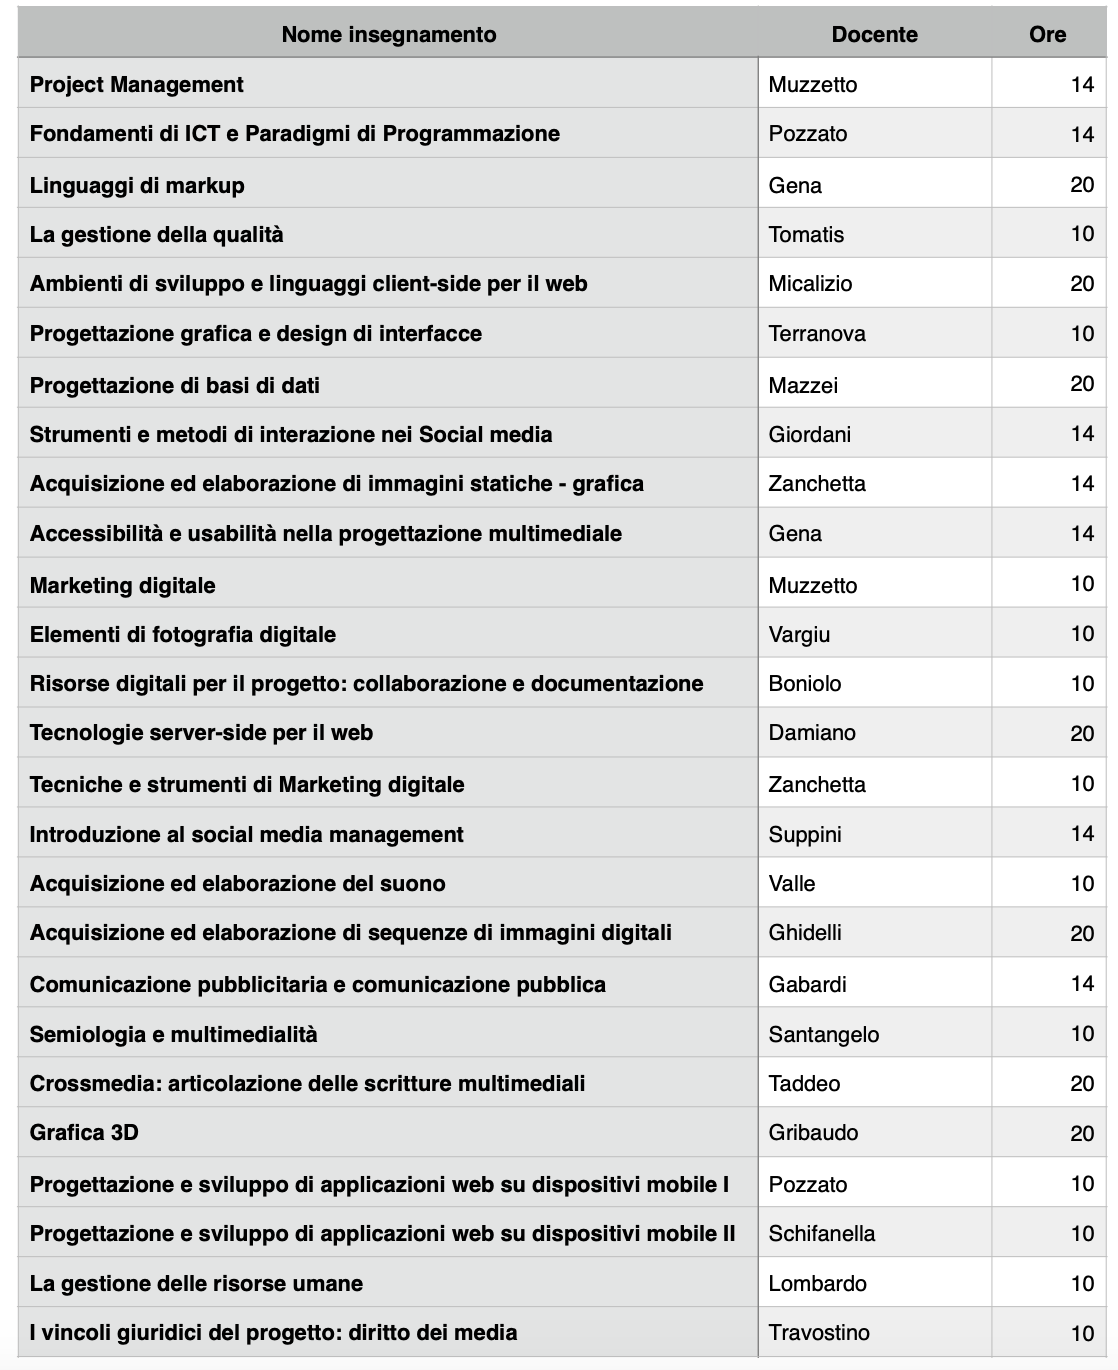 Nome insegnamento Docente Ore
Project Management Muzzetto 14
Fondamenti di ICT e Paradigmi di Programmazione Pozzato 14
Linguaggi di markup Gena 20
La gestione della qualità Tomatis 10
Ambienti di sviluppo e linguaggi client-side per il web Micalizio 20
Progettazione grafica e design di interfacce Terranova 10
Progettazione di basi di dati Mazzei 20
Strumenti e metodi di interazione nei Social media Giordani 14
Acquisizione ed elaborazione di immagini statiche - grafica Zanchetta 14
Accessibilità e usabilità nella progettazione multimediale Gena 14
Marketing digitale Muzzetto 10
Elementi di fotografia digitale Vargiu 10
Risorse digitali per il progetto: collaborazione e documentazione Boniolo 10
Tecnologie server-side per il web Damiano 20
Tecniche e strumenti di Marketing digitale Zanchetta 10
Introduzione al social media management Suppini 14
Acquisizione ed elaborazione del suono Valle 10
Acquisizione ed elaborazione di sequenze di immagini digitali Ghidelli 20
Comunicazione pubblicitaria e comunicazione pubblica Gabardi 14
Semiologia e multimedialità Santangelo 10
Crossmedia: articolazione delle scritture multimediali Taddeo 20
Grafica 3D Gribaudo 20
Progettazione e sviluppo di applicazioni web su dispositivi mobile I Pozzato 10
Progettazione e sviluppo di applicazioni web su dispositivi mobile II Schifanella 10
La gestione delle risorse umane Lombardo 10
I vincoli giuridici del progetto: diritto dei media Travostino 10